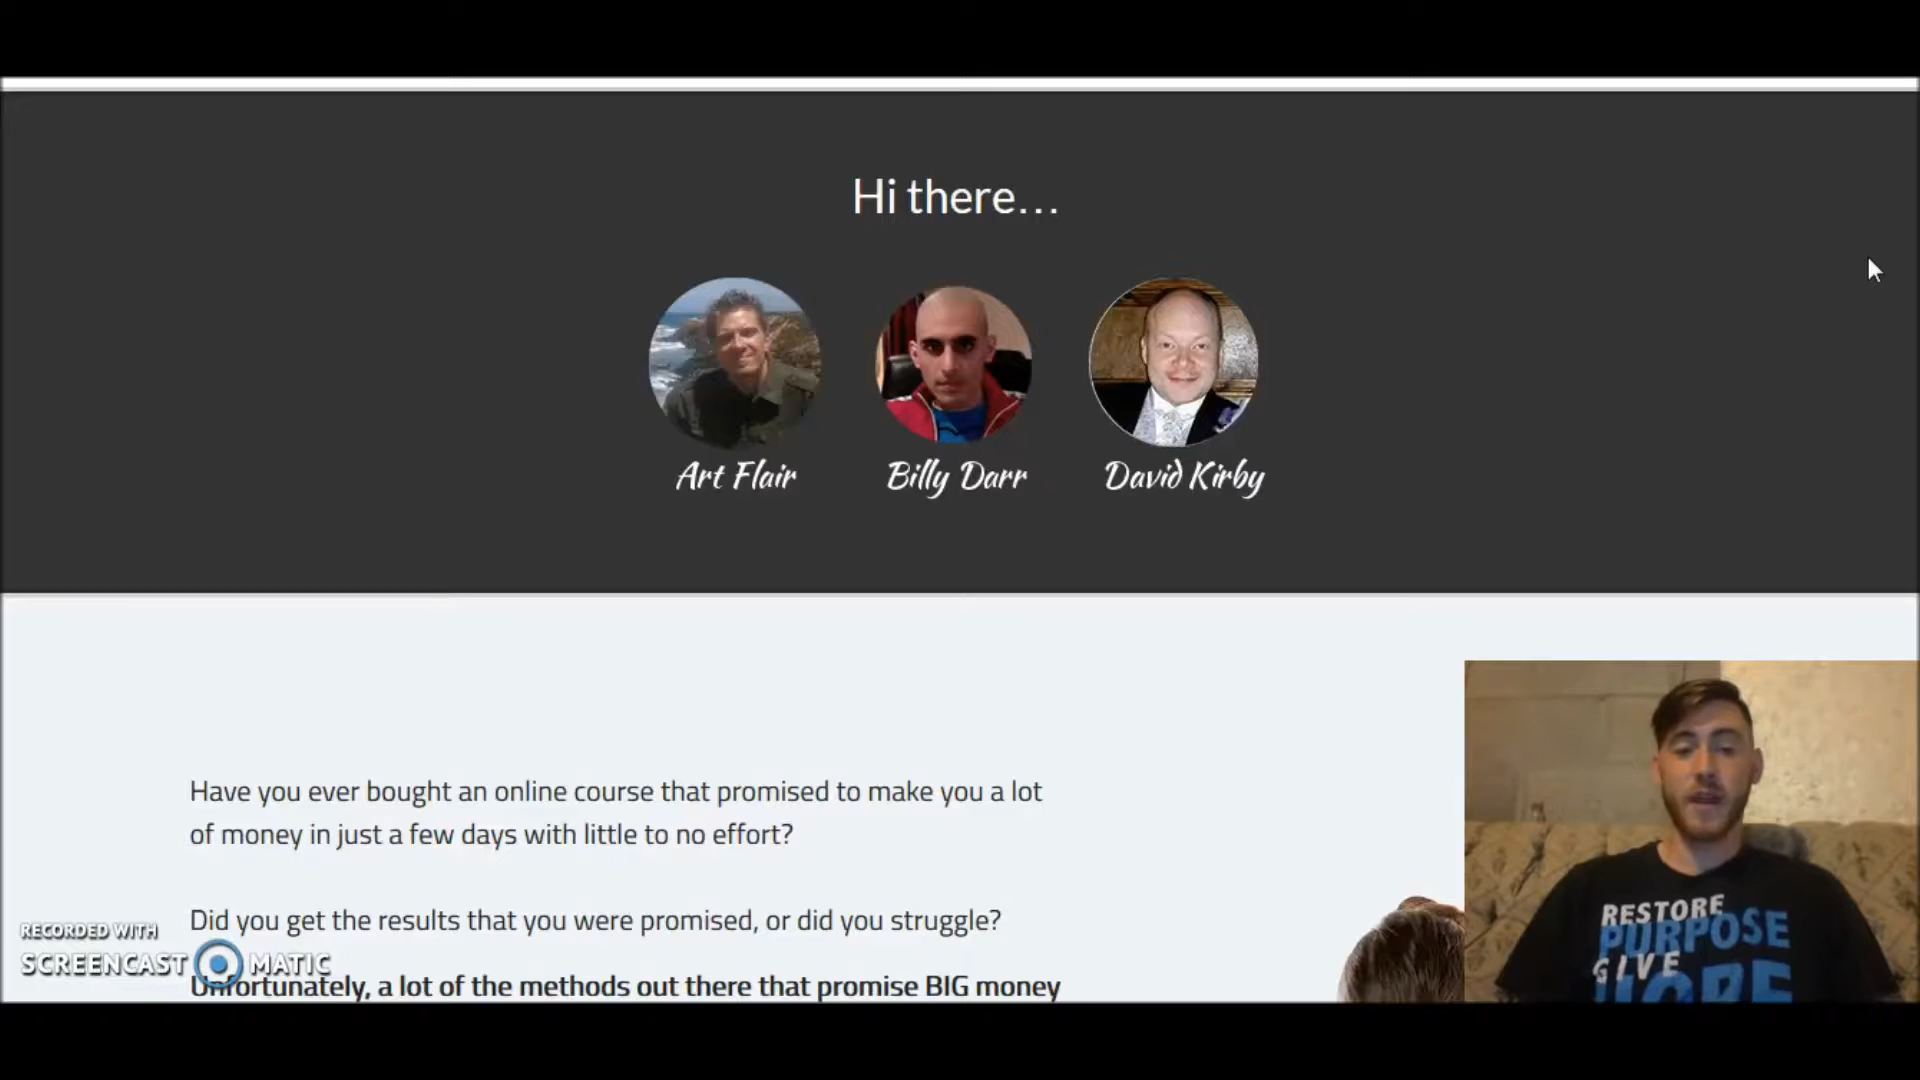 Hi there...
Art Flair
Billy Darr
David Kirby
Have you ever bought an online course that promised to make you a lot
of money in just a few days with little to no effort?
Did you get the results that you were promised, or did you struggle?
Unfortunately, a lot of the methods out there that promise BIG money
RECORDED WITH
SCREENCAST MATIC
RESTORE
PURPOSE
GIVE
HOPE